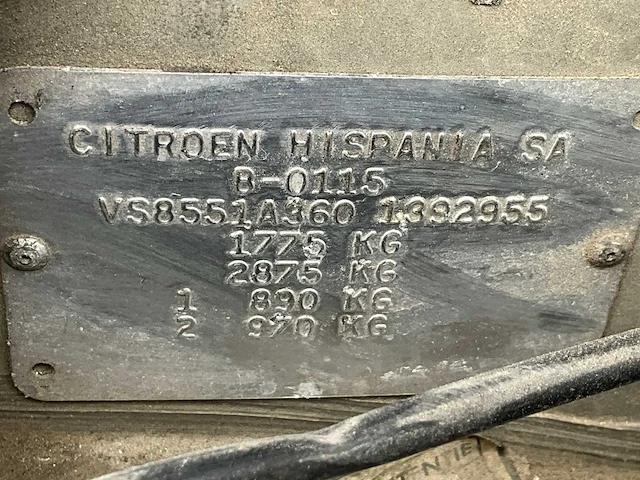 CITROEN HISPANIA SA
B-0115
VS8551A360 1392955
1775 KG
2875 KG
1 890 KG
2 970 KG